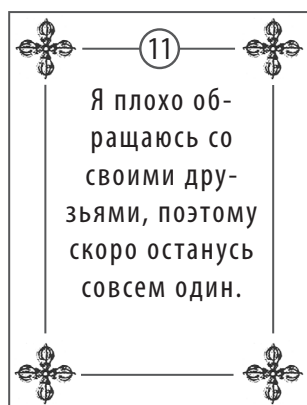 11
Я плохо об-
ращаюсь со
своими дру-
зьями, поэтому
скоро останусь
совсем один.